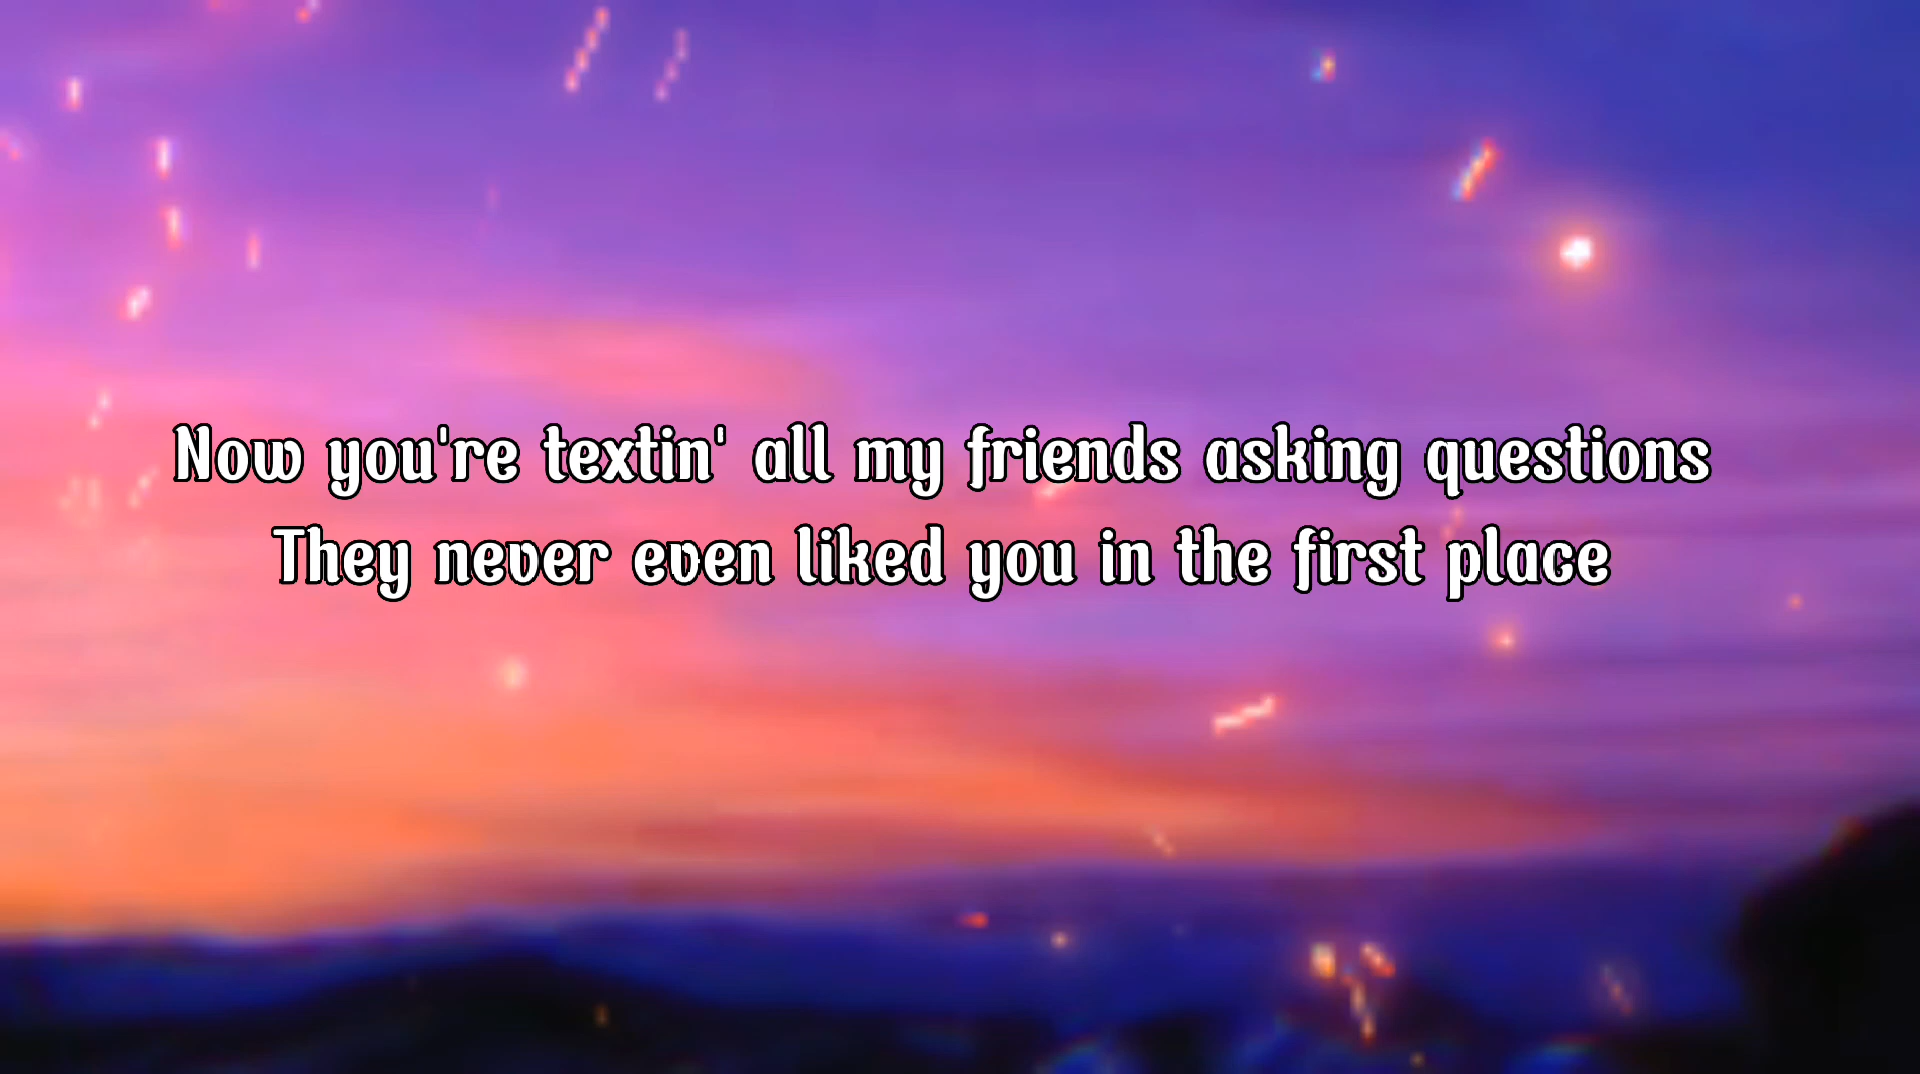 Now you're textin' all my friends asking questions
They never even liked you in the first place